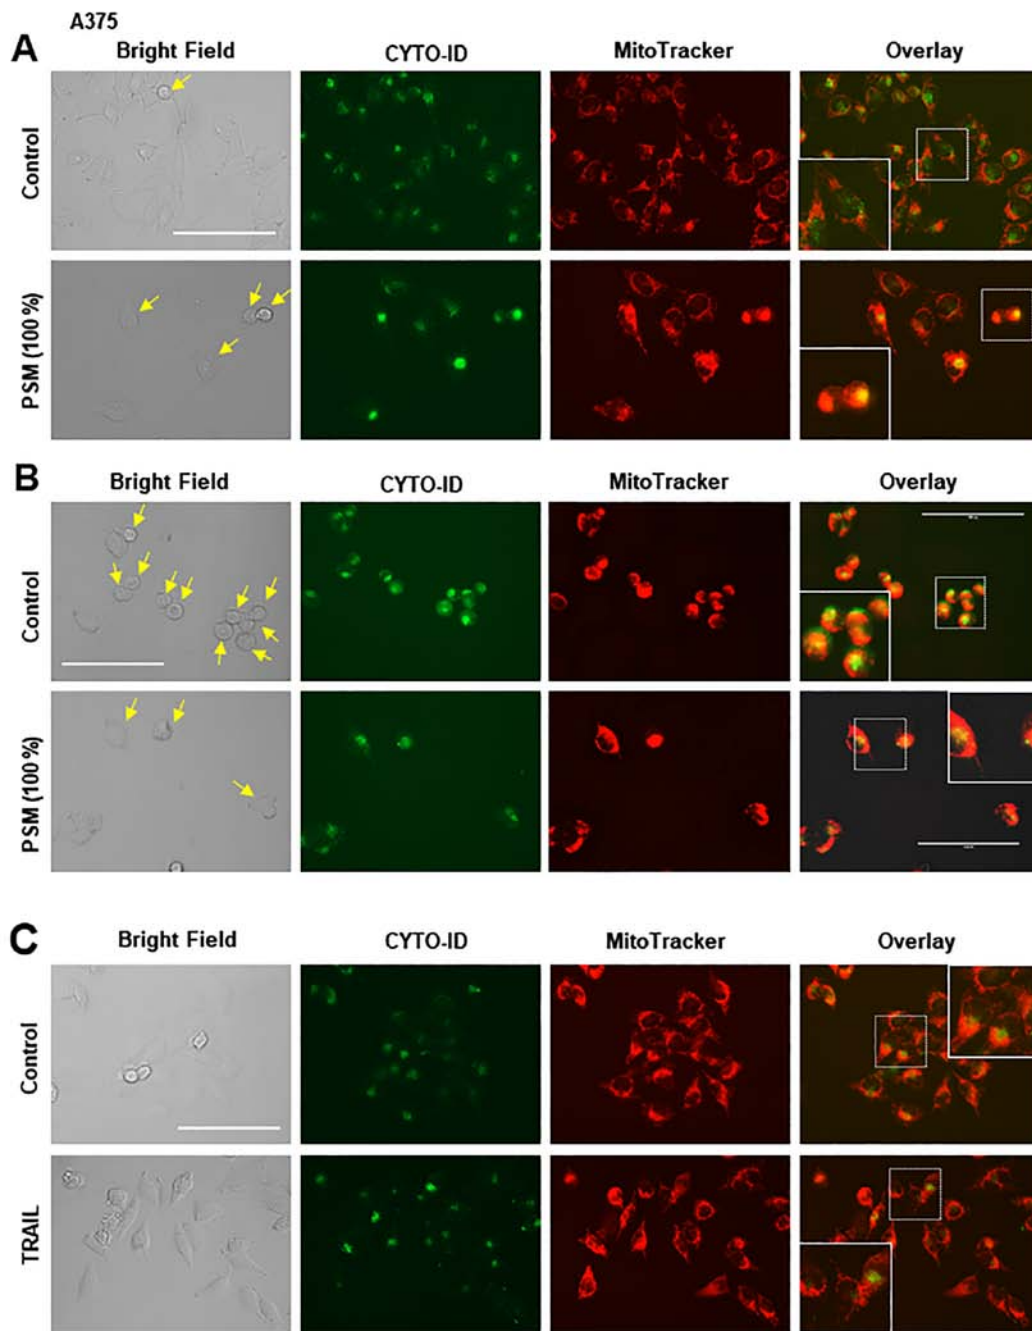 A375
A
Bright Field CYTO-ID MitoTracker Overlay
Control
PSM (100 %)
B
Bright Field CYTO-ID MitoTracker Overlay
Control
PSM (100 %)
C
Bright Field CYTO-ID MitoTracker Overlay
Control
TRAIL